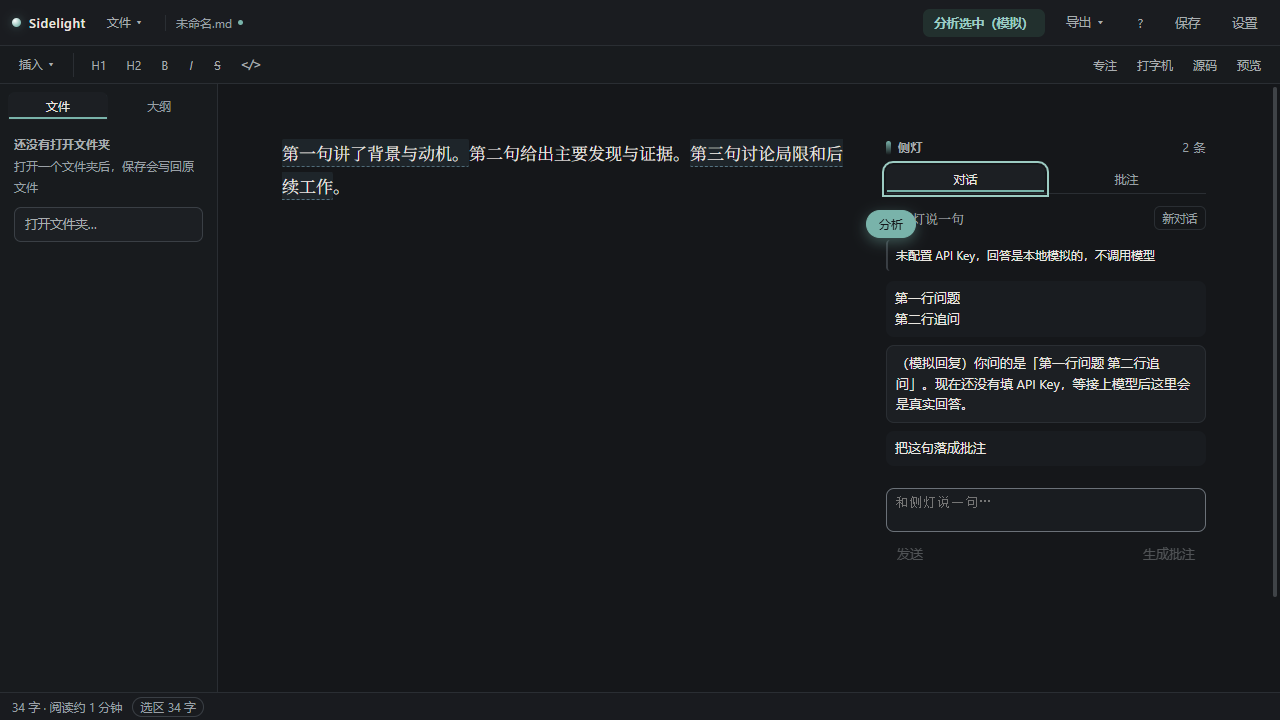 Sidelight 文件 未命名.md 分析选中（模拟） 导出 ? 保存 设置
插入 H1 H2 B I S </> 专注 打字机 源码 预览
文件 大纲
还没有打开文件夹
打开一个文件夹后，保存会写回原
文件
打开文件夹...
第一句讲了背景与动机。第二句给出主要发现与证据。第三句讨论局限和后
续工作。
侧灯 2 条
对话 批注
分析 灯说一句 新对话
未配置 API Key，回答是本地模拟的，不调用模型
第一行问题
第二行追问
（模拟回复）你问的是「第一行问题 第二行追
问」。现在还没有填 API Key，等接上模型后这里会
是真实回答。
把这句落成批注
和侧灯说一句…
发送 生成批注
34 字 · 阅读约 1 分钟 选区 34 字